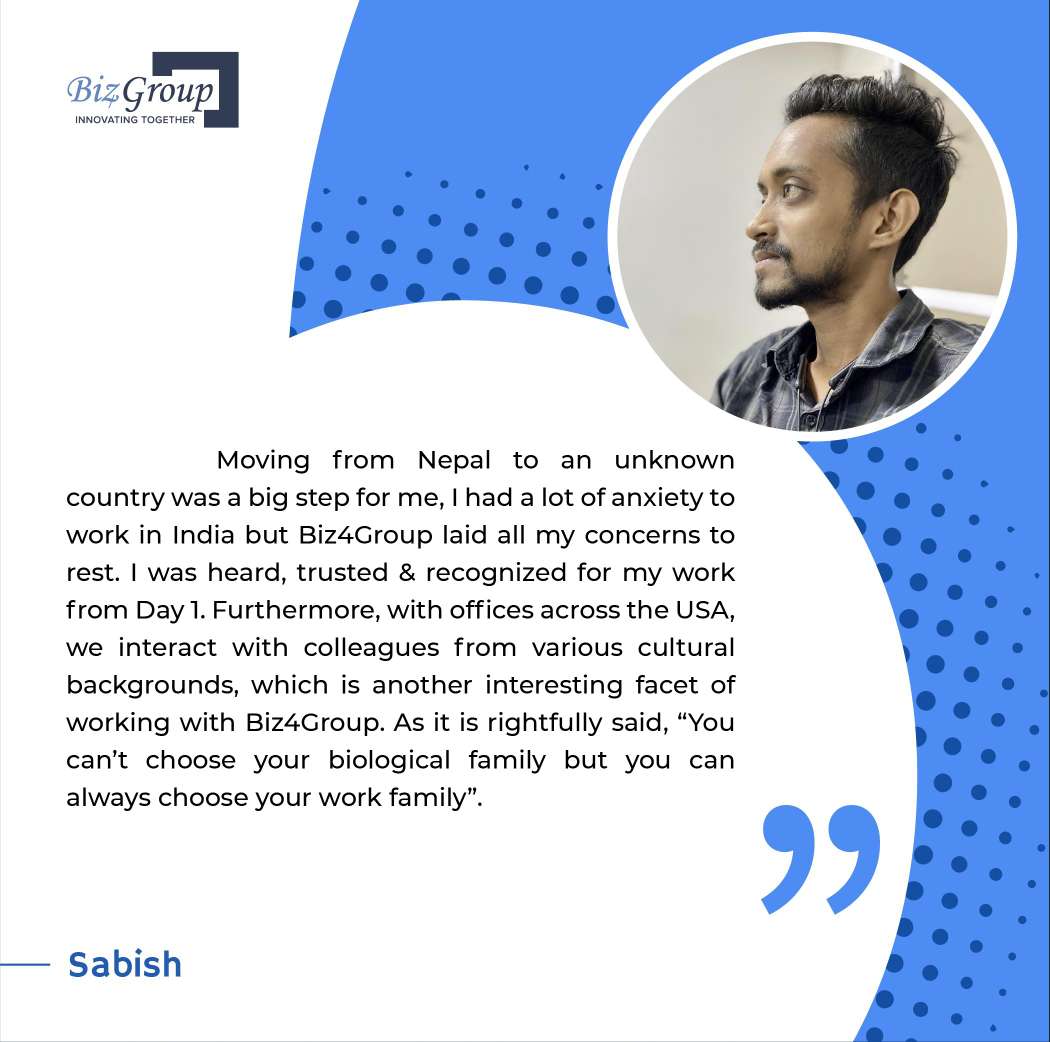 Biz4Group
INNOVATING TOGETHER
Moving from Nepal to an unknown
country was a big step for me, I had a lot of anxiety to
work in India but Biz4Group laid all my concerns to
rest. I was heard, trusted & recognized for my work
from Day 1. Furthermore, with offices across the USA,
we interact with colleagues from various cultural
backgrounds, which is another interesting facet of
working with Biz4Group. As it is rightfully said, “You
can’t choose your biological family but you can
always choose your work family”.
”
Sabish